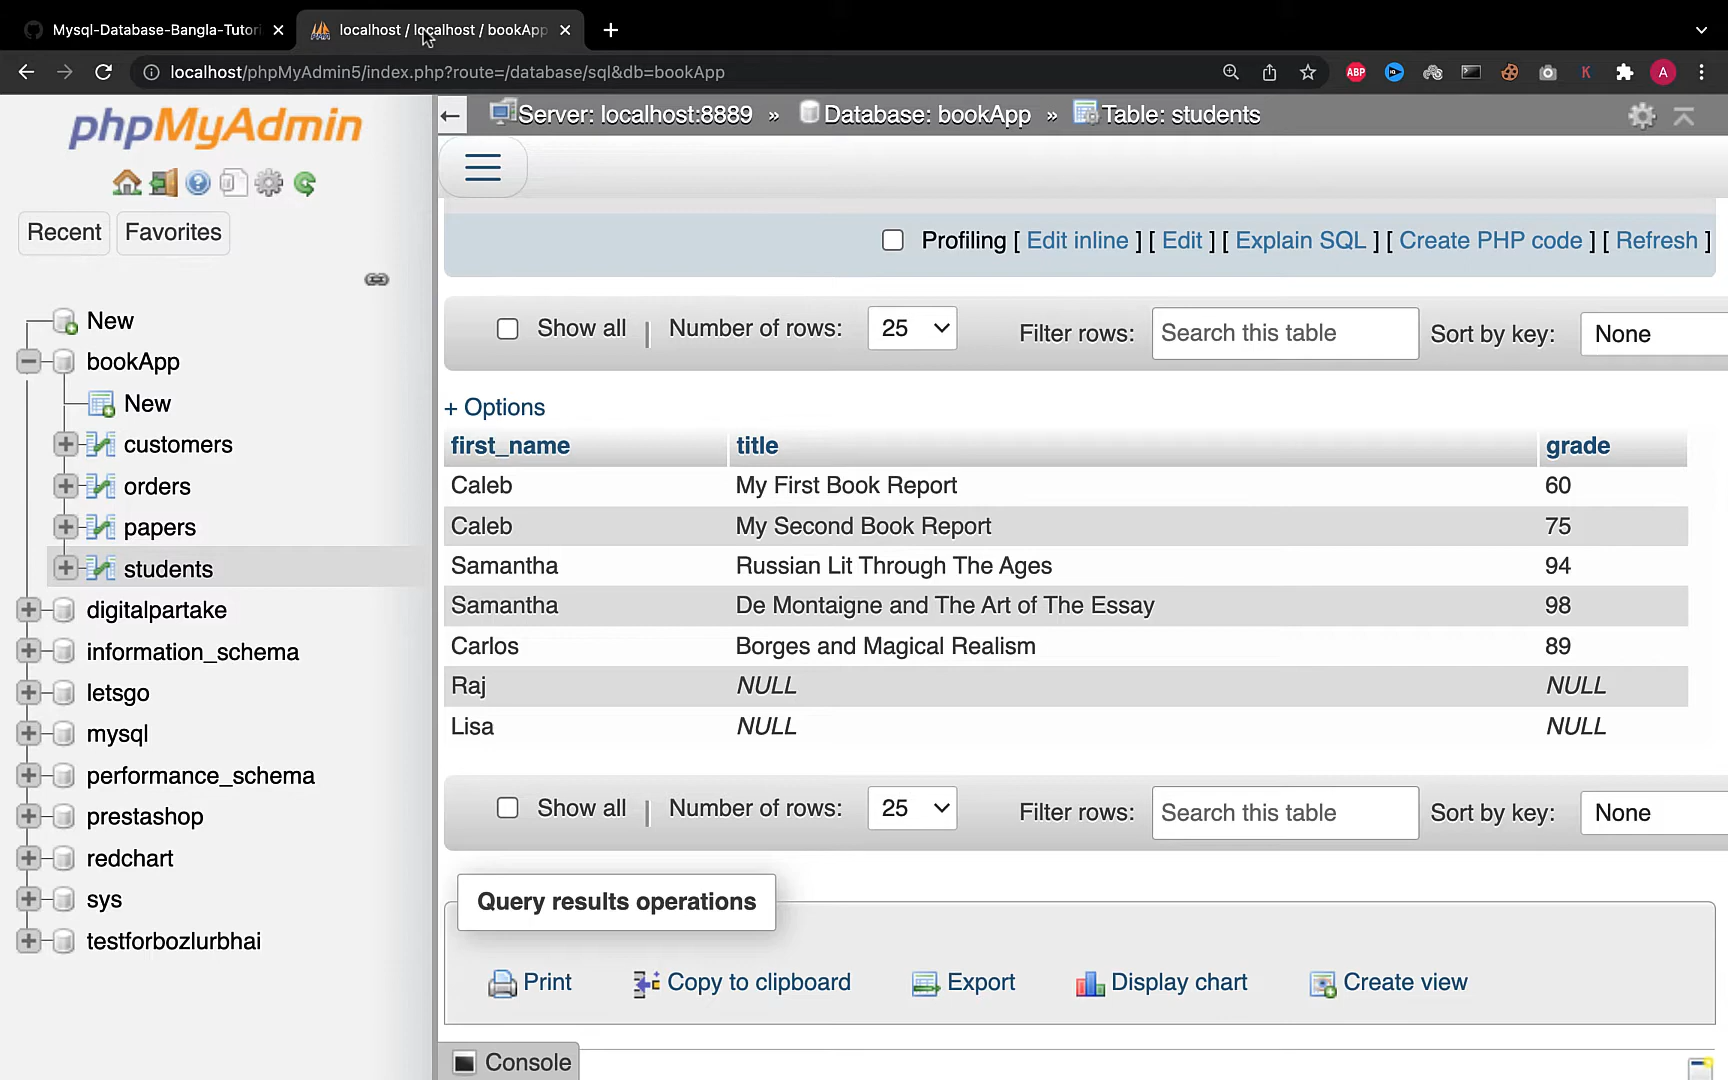 Mysql-Database-Bangla-Tutori
localhost / localhost / bookApp
localhost/phpMyAdmin5/index.php?route=/database/sql&db=bookApp
ABP
K
A
phpMyAdmin
Recent
Favorites
New
bookApp
New
customers
orders
papers
students
digitalpartake
information_schema
letsgo
mysql
performance_schema
prestashop
redchart
sys
testforbozlurbhai
Server: localhost:8889 » Database: bookApp » Table: students
Profiling [ Edit inline ] [ Edit ] [ Explain SQL ] [ Create PHP code ] [ Refresh ]
Show all | Number of rows: 25 Filter rows: Search this table Sort by key: None
+ Options
first_name title grade
Caleb My First Book Report 60
Caleb My Second Book Report 75
Samantha Russian Lit Through The Ages 94
Samantha De Montaigne and The Art of The Essay 98
Carlos Borges and Magical Realism 89
Raj NULL NULL
Lisa NULL NULL
Show all | Number of rows: 25 Filter rows: Search this table Sort by key: None
Query results operations
Print Copy to clipboard Export Display chart Create view
Console